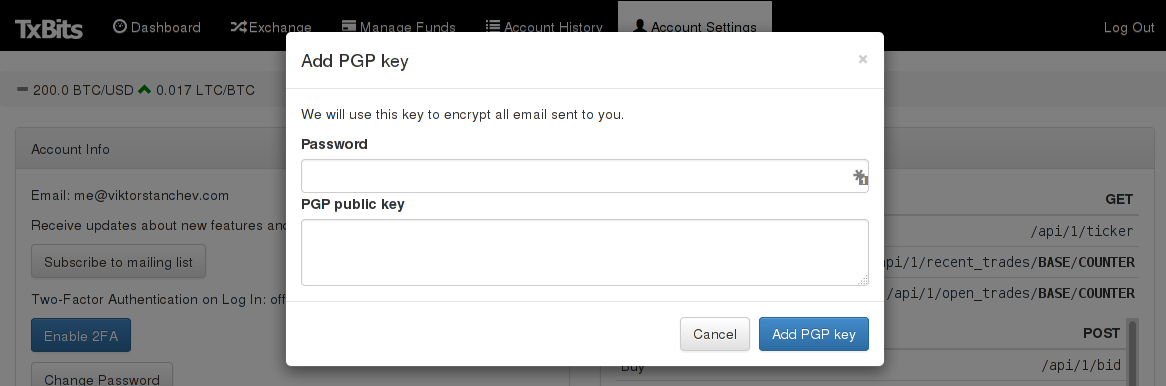 TxBits Dashboard Exchange Manage Funds Account History Account Settings Log Out
Add PGP key ×
200.0 BTC/USD 0.017 LTC/BTC
We will use this key to encrypt all email sent to you.
Password
PGP public key
Cancel Add PGP key
Account Info
Email: me@viktorstanchev.com
Receive updates about new features and
Subscribe to mailing list
Two-Factor Authentication on Log In: off
Enable 2FA
Change Password
GET
/api/1/ticker
api/1/recent_trades/BASE/COUNTER
/api/1/open_trades/BASE/COUNTER
POST
Buy /api/1/bid